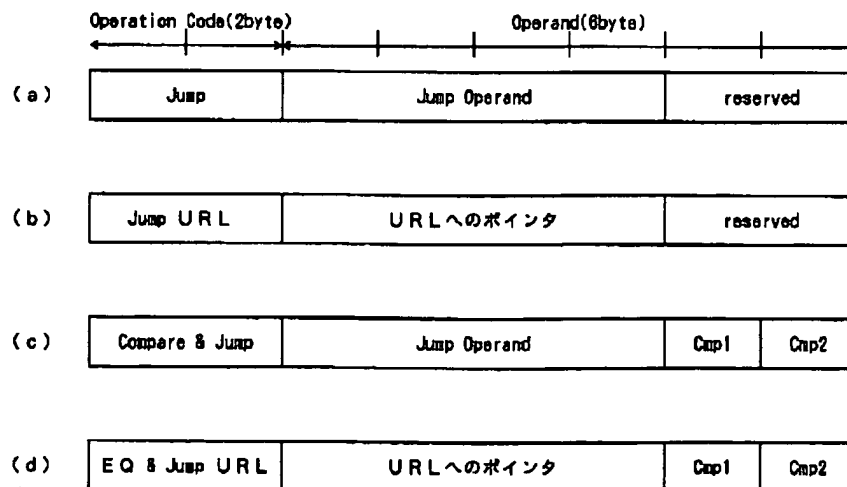 Operation Code(2byte) Operand(6byte)
(a) Jump Jump Operand reserved
(b) Jump URL URLへのポインタ reserved
(c) Compare & Jump Jump Operand Cmp1 Cmp2
(d) EQ & Jump URL URLへのポインタ Cmp1 Cmp2